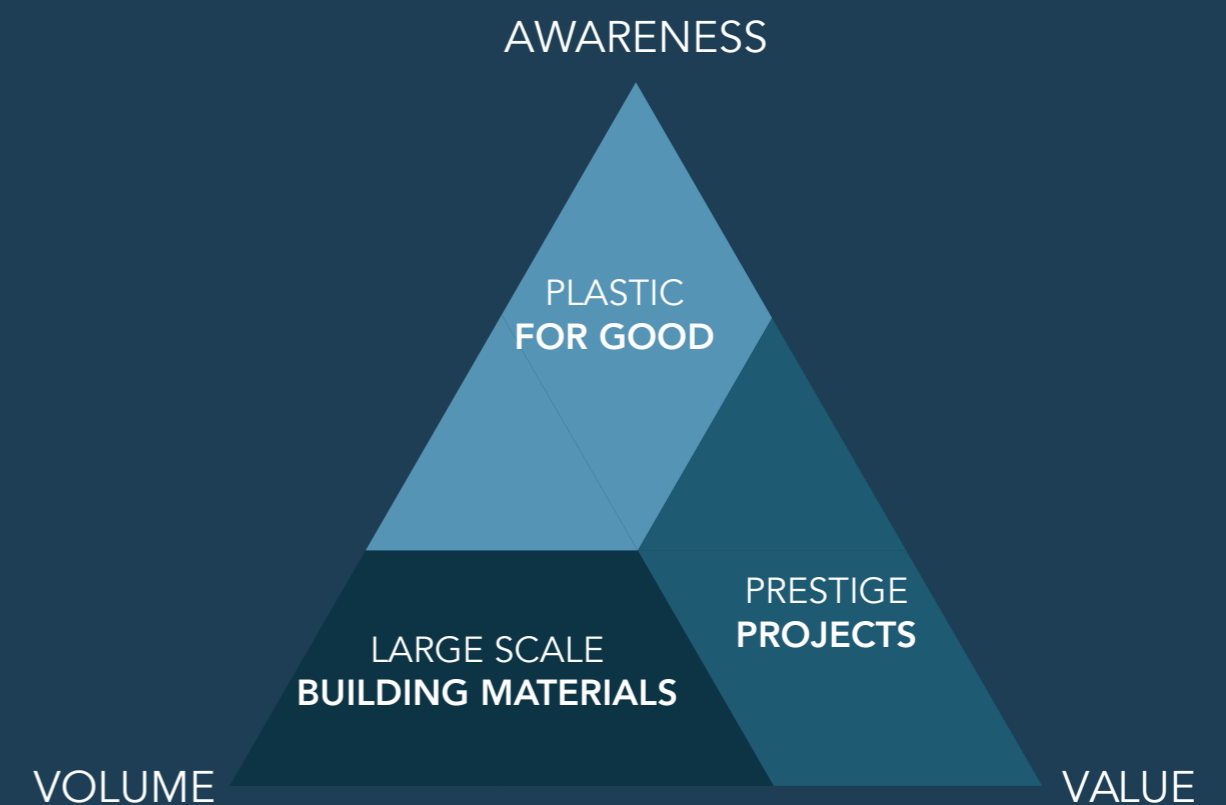 AWARENESS
PLASTIC
FOR GOOD
PRESTIGE
PROJECTS
LARGE SCALE
BUILDING MATERIALS
VOLUME
VALUE